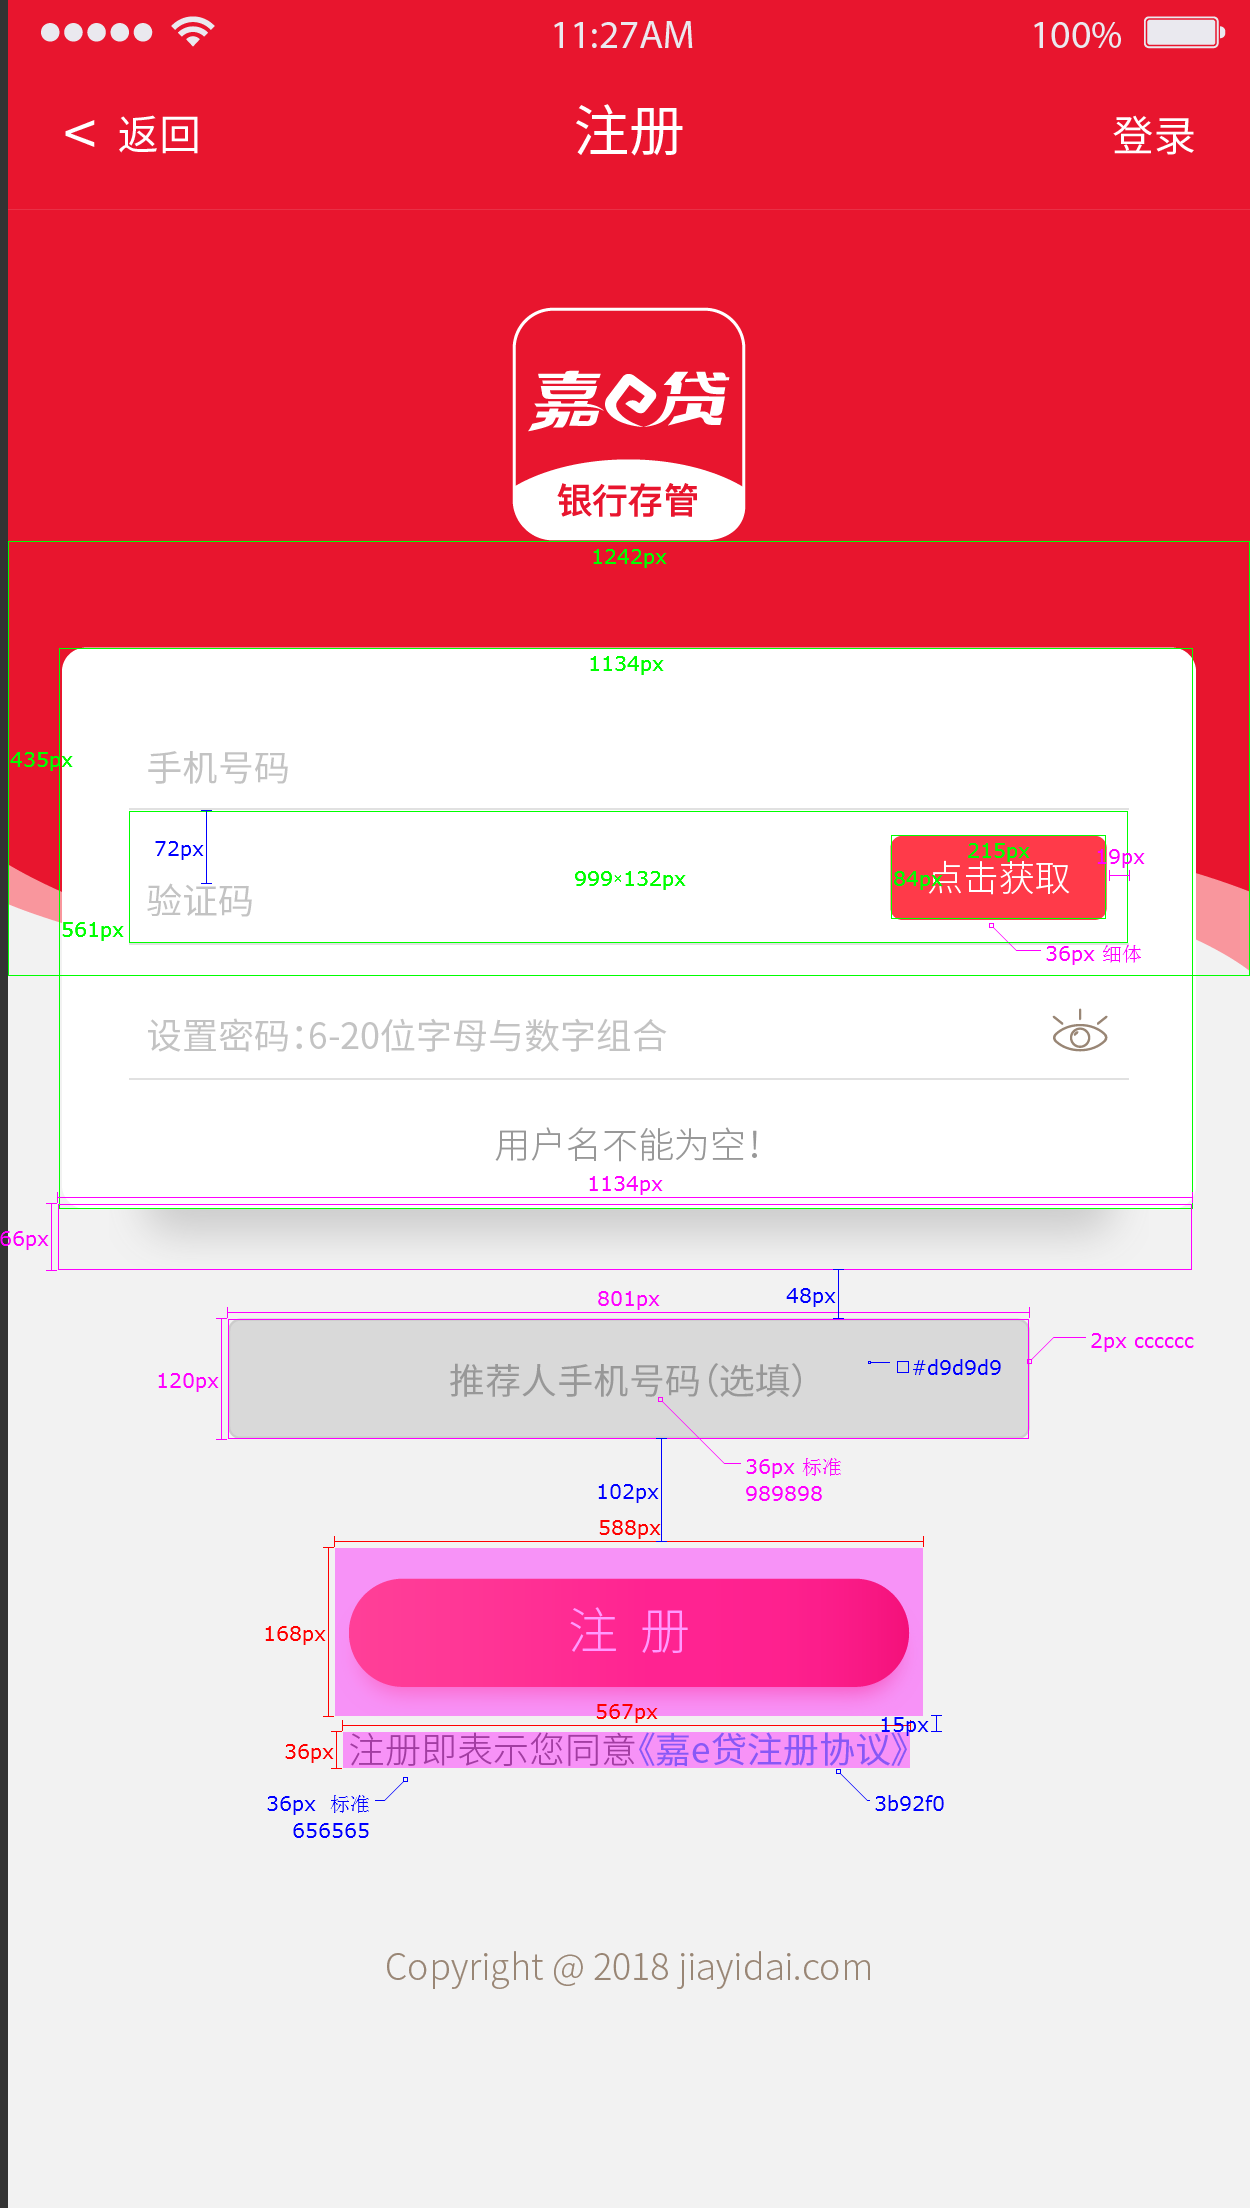 11:27AM
100%
< 返回
注册
登录
嘉e贷
银行存管
1242px
1134px
435px
手机号码
72px
999×132px
215px
84px
点击获取
19px
验证码
561px
36px 细体
设置密码：6-20位字母与数字组合
用户名不能为空！
1134px
66px
48px
801px
2px cccccc
120px
推荐人手机号码（选填）
#d9d9d9
36px 标准
989898
102px
588px
168px
注 册
567px
15px
36px
注册即表示您同意《嘉e贷注册协议》
36px 标准
656565
3b92f0
Copyright @ 2018 jiayidai.com